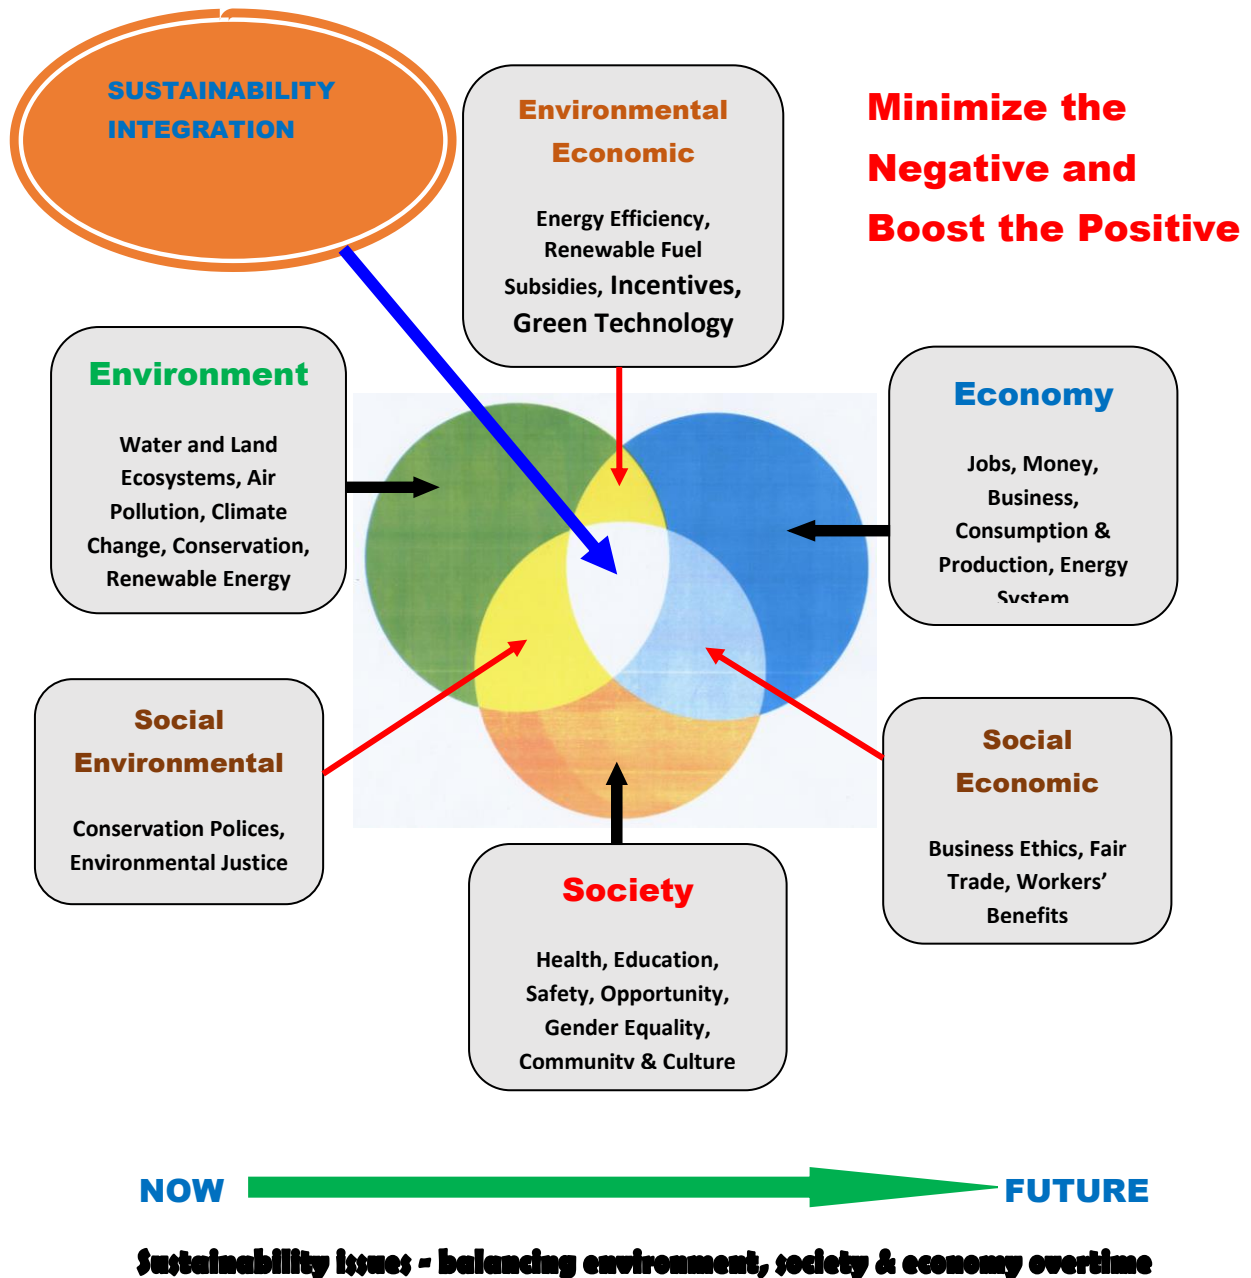 SUSTAINABILITY
INTEGRATION
Environmental
Economic
Energy Efficiency,
Renewable Fuel
Subsidies, Incentives,
Green Technology
Minimize the
Negative and
Boost the Positive
Environment
Water and Land
Ecosystems, Air
Pollution, Climate
Change, Conservation,
Renewable Energy
Economy
Jobs, Money,
Business,
Consumption &
Production, Energy
System
Social
Environmental
Conservation Polices,
Environmental Justice
Society
Health, Education,
Safety, Opportunity,
Gender Equality,
Community & Culture
Social
Economic
Business Ethics, Fair
Trade, Workers’
Benefits
NOW
FUTURE
Sustainability issues - balancing environment, society & economy overtime